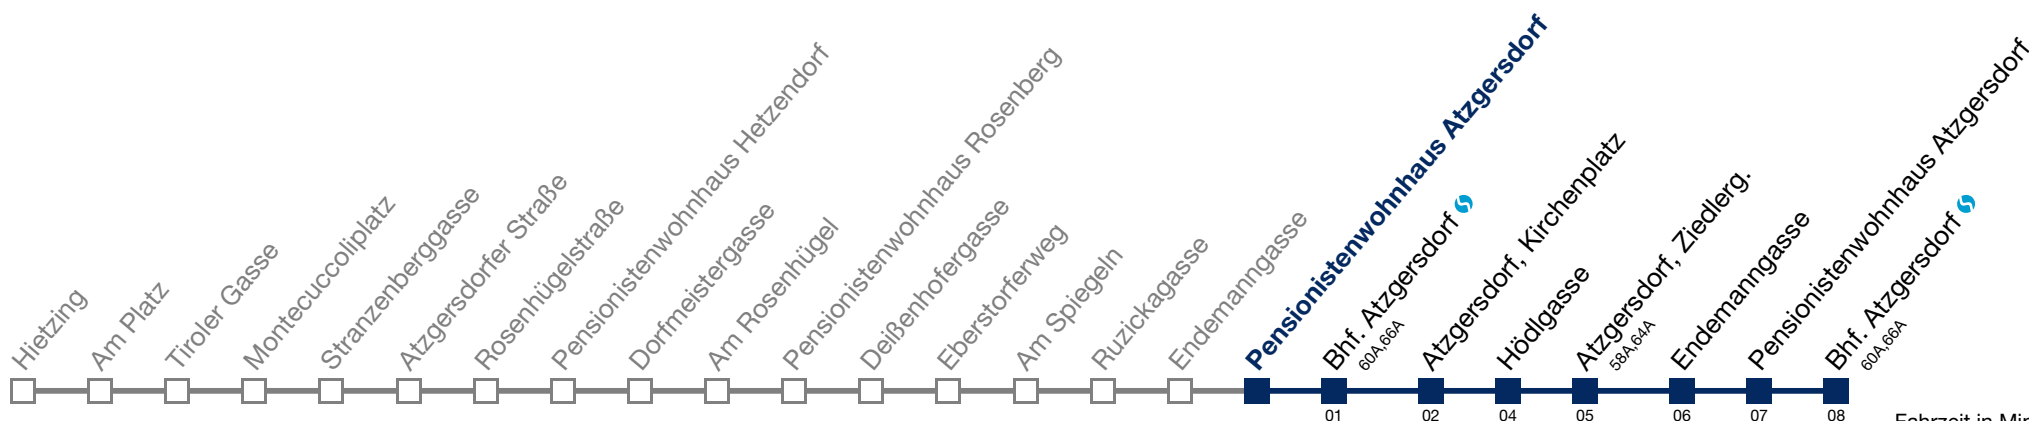 Hietzing
Am Platz
Tiroler Gasse
Montecuccoliplatz
Stranzenberggasse
Atzgersdorfer Straße
Rosenhügelstraße
Pensionistenwohnhaus Hetzendorf
Dorfmeistergasse
Am Rosenhügel
Pensionistenwohnhaus Rosenberg
Deißenhofergasse
Eberstorferweg
Am Spiegeln
Ruzickagasse
Endemanngasse
Pensionistenwohnhaus Atzgersdorf
Bhf. Atzgersdorf
60A,66A
Atzgersdorf, Kirchenplatz
Hödlgasse
Atzgersdorf, Ziedlerg.
58A,64A
Endemanngasse
Pensionistenwohnhaus Atzgersdorf
Bhf. Atzgersdorf
60A,66A
01 02 04 05 06 07 08
Fahrzeit in